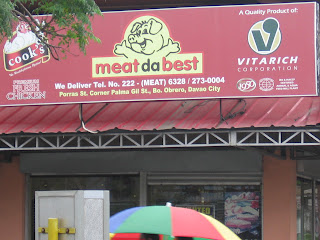 cook's
PREMIUM
FRESH
CHICKEN
meat da best
We Deliver Tel. No. 222 - (MEAT) 6328 / 273-0004
Porras St. Corner Palma Gil St., Bo. Obrero, Davao City
A Quality Product of:
VITARICH
CORPORATION
ISO